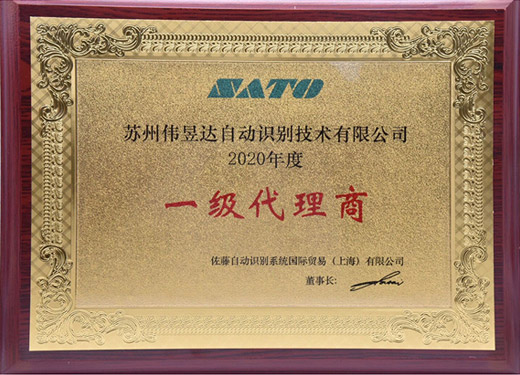 SATO
苏州伟昱达自动识别技术有限公司
2020年度
一级代理商
佐藤自动识别系统国际贸易（上海）有限公司
董事长: